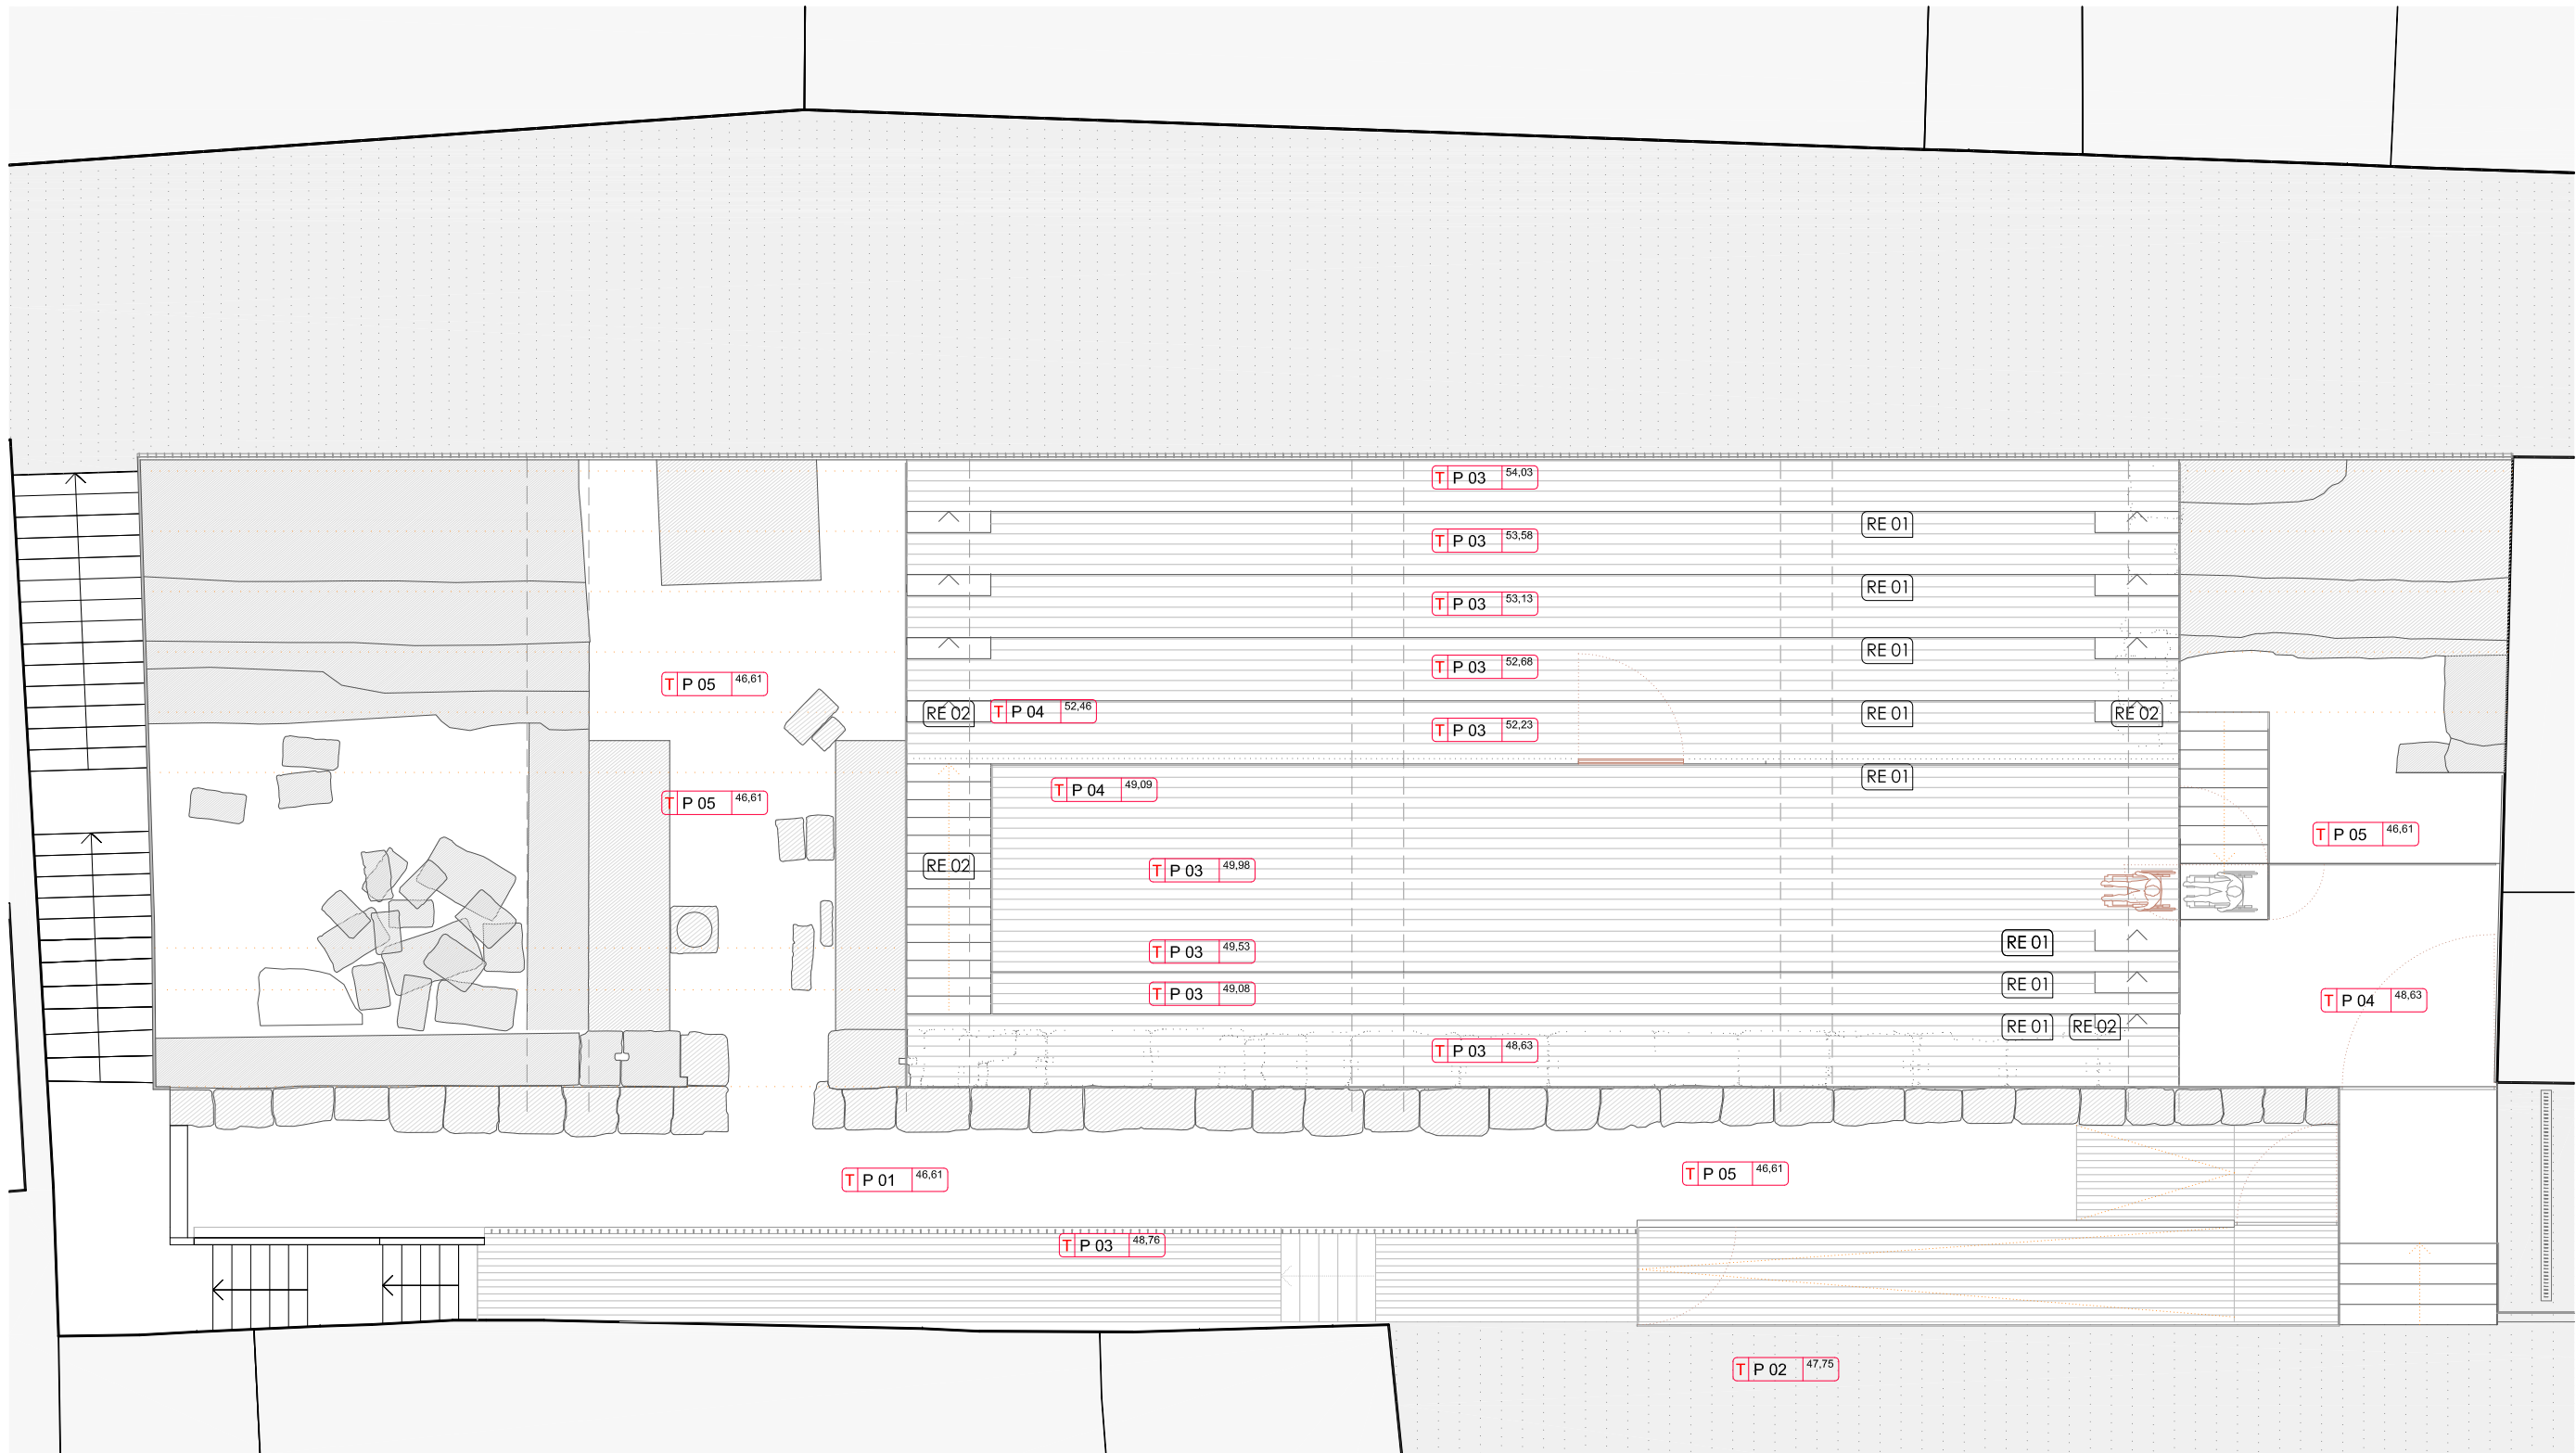 T P 03 54,03
RE 01
T P 03 53,58
RE 01
T P 03 53,13
RE 01
T P 03 52,68
T P 05 46,61
RE 02
T P 04 52,46
RE 01
RE 02
T P 03 52,23
RE 01
T P 04 49,09
T P 05 46,61
T P 05 46,61
RE 02
T P 03 49,98
RE 01
T P 03 49,53
RE 01
T P 03 49,08
T P 04 48,63
RE 01
RE 02
T P 03 48,63
T P 05 46,61
T P 01 46,61
T P 03 48,76
T P 02 47,75